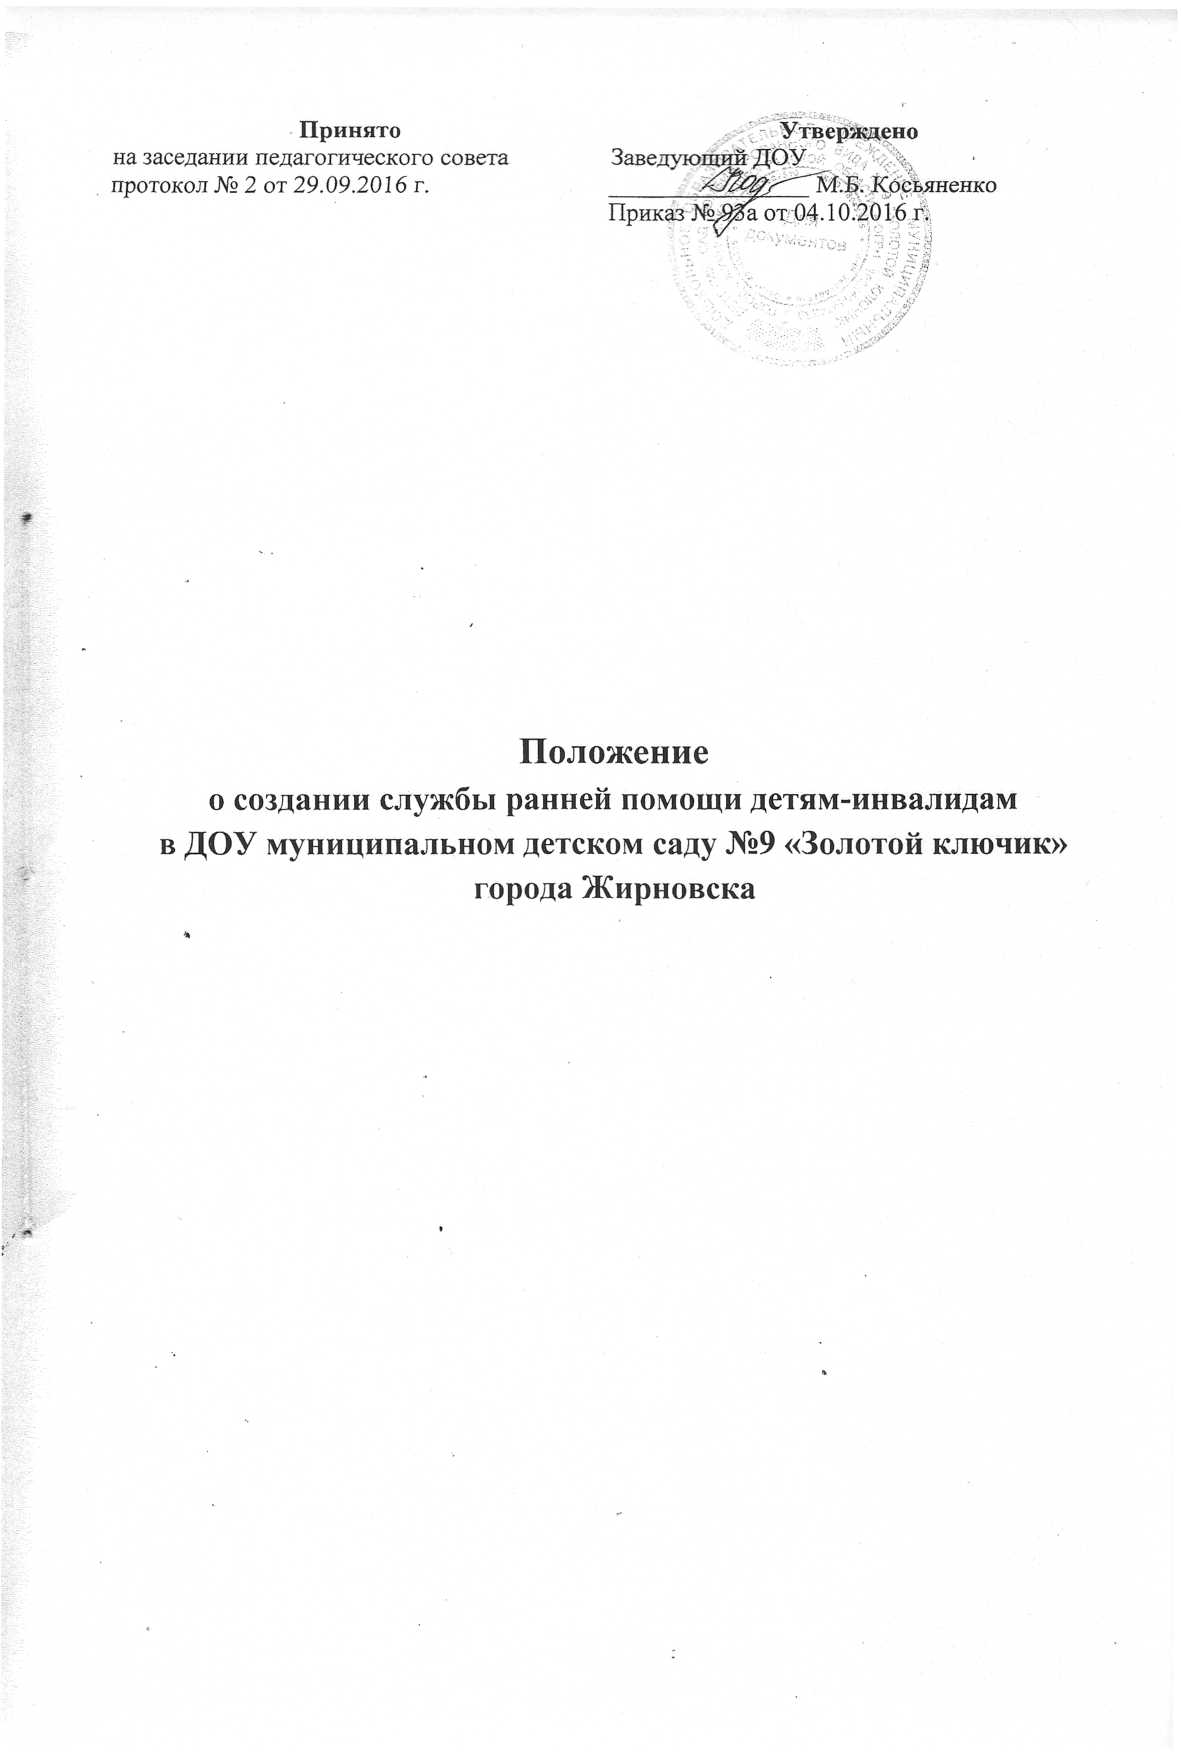 Принято
на заседании педагогического совета
протокол № 2 от 29.09.2016 г.
Утверждено
Заведующий ДОУ
М.Б. Косьяненко
Приказ № 93а от 04.10.2016 г.
Для
документов
Положение
о создании службы ранней помощи детям-инвалидам
в ДОУ муниципальном детском саду №9 «Золотой ключик»
города Жирновска